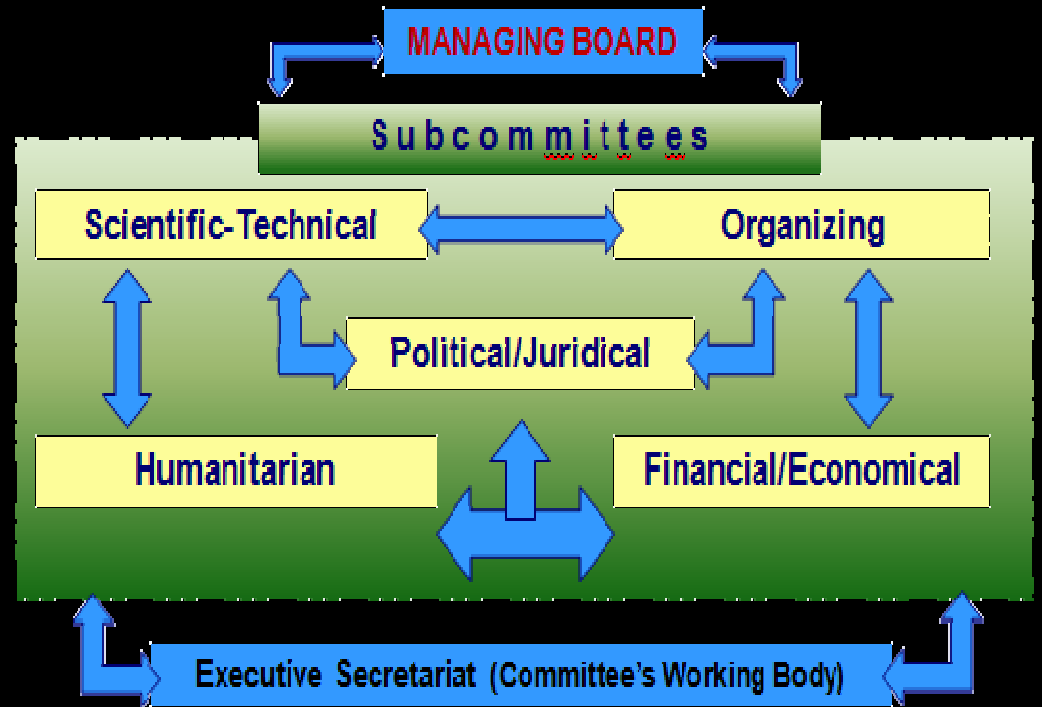 MANAGING BOARD
Subcommittees
Scientific-Technical
Organizing
Political/Juridical
Humanitarian
Financial/Economical
Executive Secretariat (Committee's Working Body)